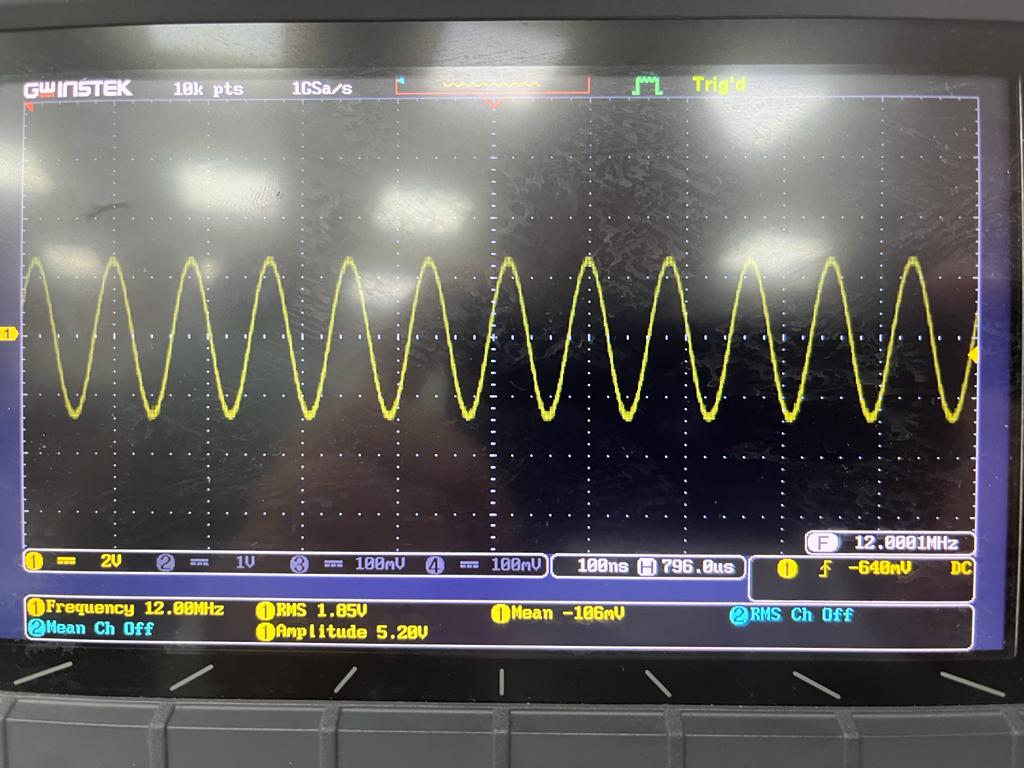 GWINSTEK 10k pts 1GSa/s Trig'd
1
F 12.0001MHz
1 2V 2 1V 3 100mV 4 100mV 100ns H 796.0us 1 -640mV DC
1 Frequency 12.00MHz 1 RMS 1.85V 1 Mean -106mV 2 RMS Ch Off
2 Mean Ch Off 1 Amplitude 5.20V